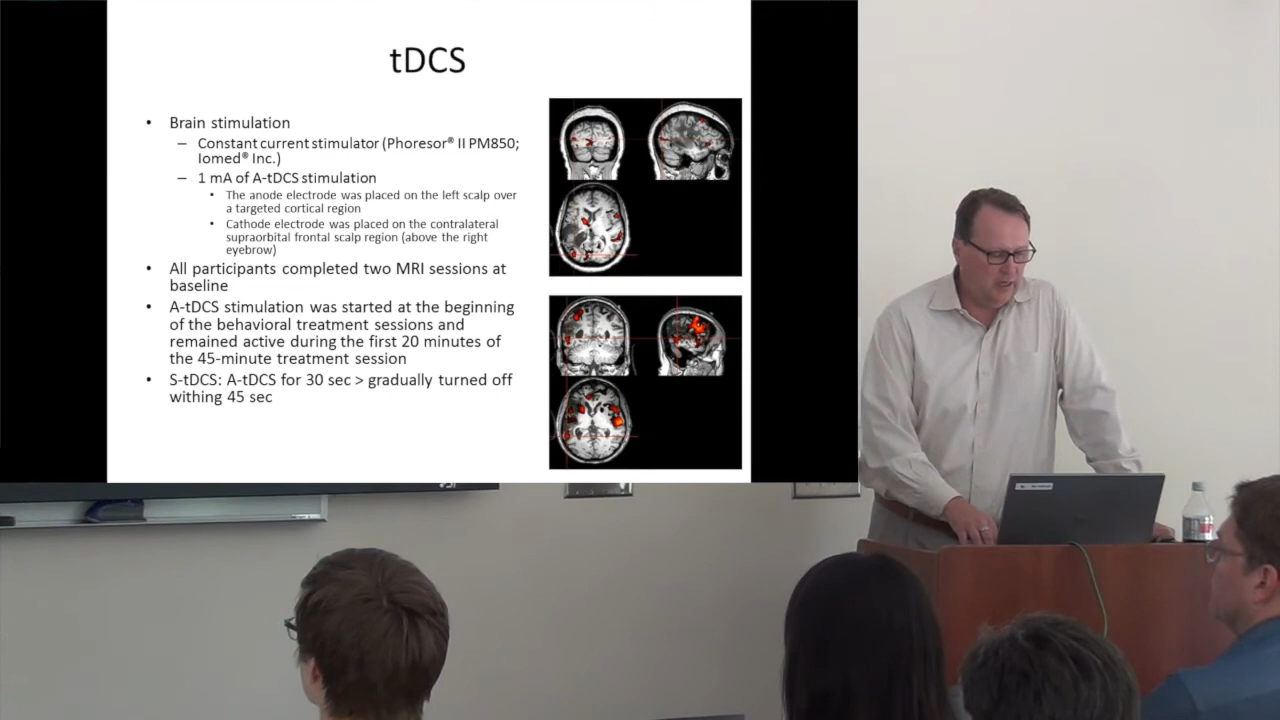 tDCS
• Brain stimulation
– Constant current stimulator (Phoresor® II PM850;
Iomed® Inc.)
– 1 mA of A-tDCS stimulation
• The anode electrode was placed on the left scalp over
a targeted cortical region
• Cathode electrode was placed on the contralateral
supraorbital frontal scalp region (above the right
eyebrow)
• All participants completed two MRI sessions at
baseline
• A-tDCS stimulation was started at the beginning
of the behavioral treatment sessions and
remained active during the first 20 minutes of
the 45-minute treatment session
• S-tDCS: A-tDCS for 30 sec > gradually turned off
withing 45 sec